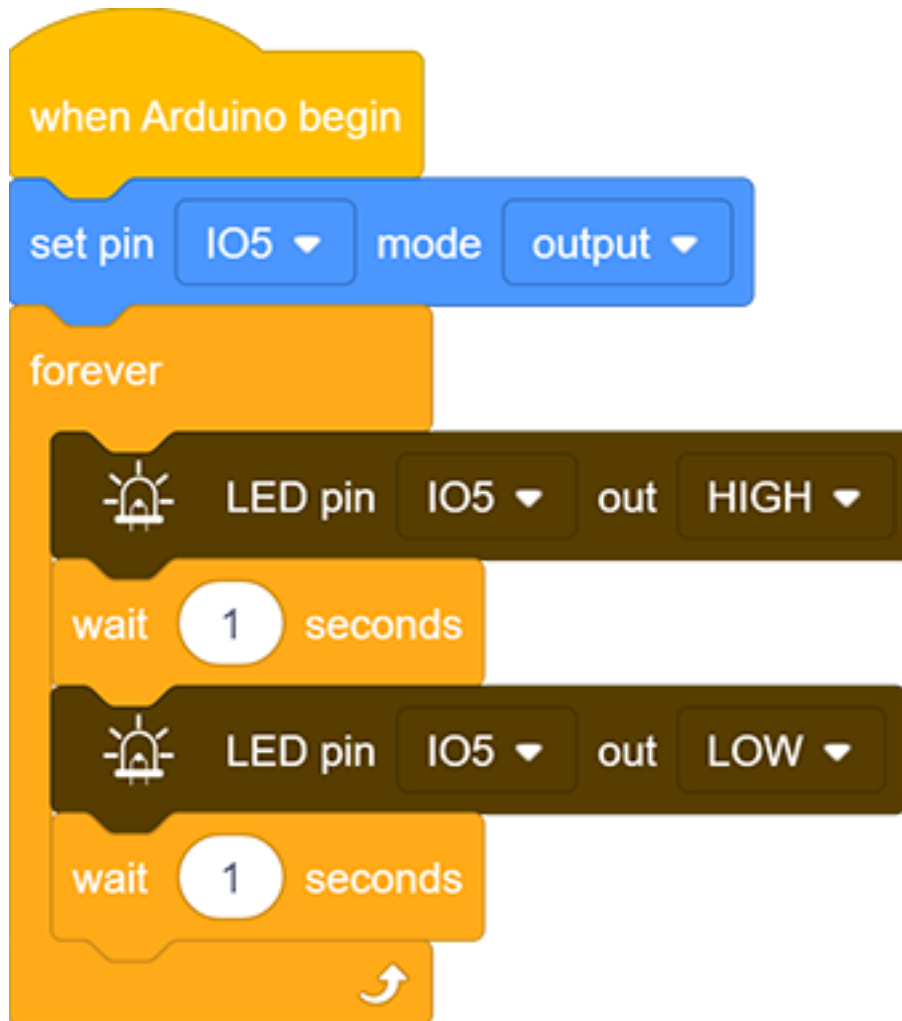 when Arduino begin
set pin IO5 mode output
forever
LED pin IO5 out HIGH
wait 1 seconds
LED pin IO5 out LOW
wait 1 seconds